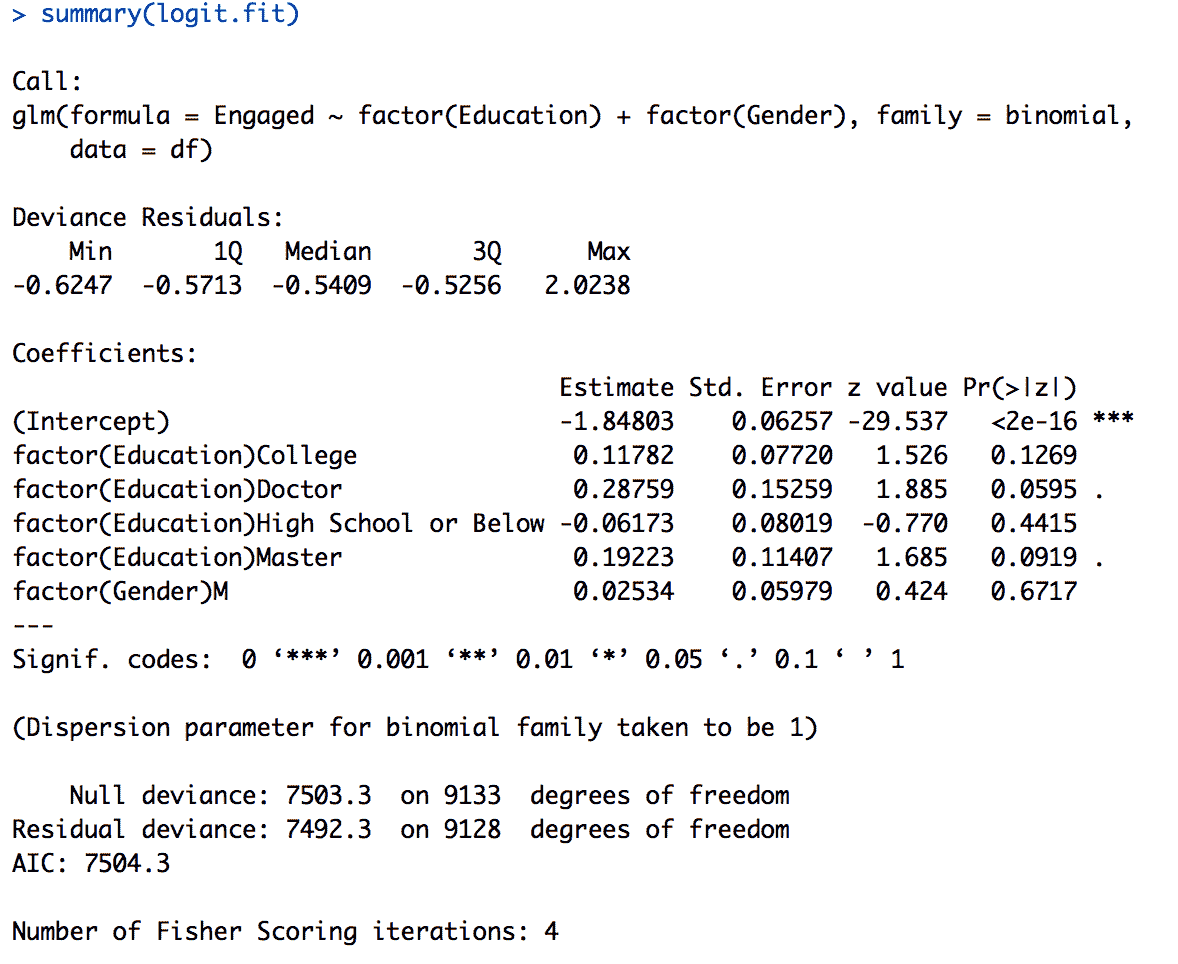 > summary(logit.fit)

Call:
glm(formula = Engaged ~ factor(Education) + factor(Gender), family = binomial,
    data = df)

Deviance Residuals:
    Min       1Q   Median       3Q      Max
-0.6247  -0.5713  -0.5409  -0.5256   2.0238

Coefficients:
                                      Estimate Std. Error z value Pr(>|z|)
(Intercept)                           -1.84803    0.06257 -29.537   <2e-16 ***
factor(Education)College               0.11782    0.07720   1.526   0.1269
factor(Education)Doctor                0.28759    0.15259   1.885   0.0595 .
factor(Education)High School or Below -0.06173    0.08019  -0.770   0.4415
factor(Education)Master                0.19223    0.11407   1.685   0.0919 .
factor(Gender)M                        0.02534    0.05979   0.424   0.6717
---
Signif. codes:  0 ‘***’ 0.001 ‘**’ 0.01 ‘*’ 0.05 ‘.’ 0.1 ‘ ’ 1

(Dispersion parameter for binomial family taken to be 1)

    Null deviance: 7503.3  on 9133  degrees of freedom
Residual deviance: 7492.3  on 9128  degrees of freedom
AIC: 7504.3

Number of Fisher Scoring iterations: 4